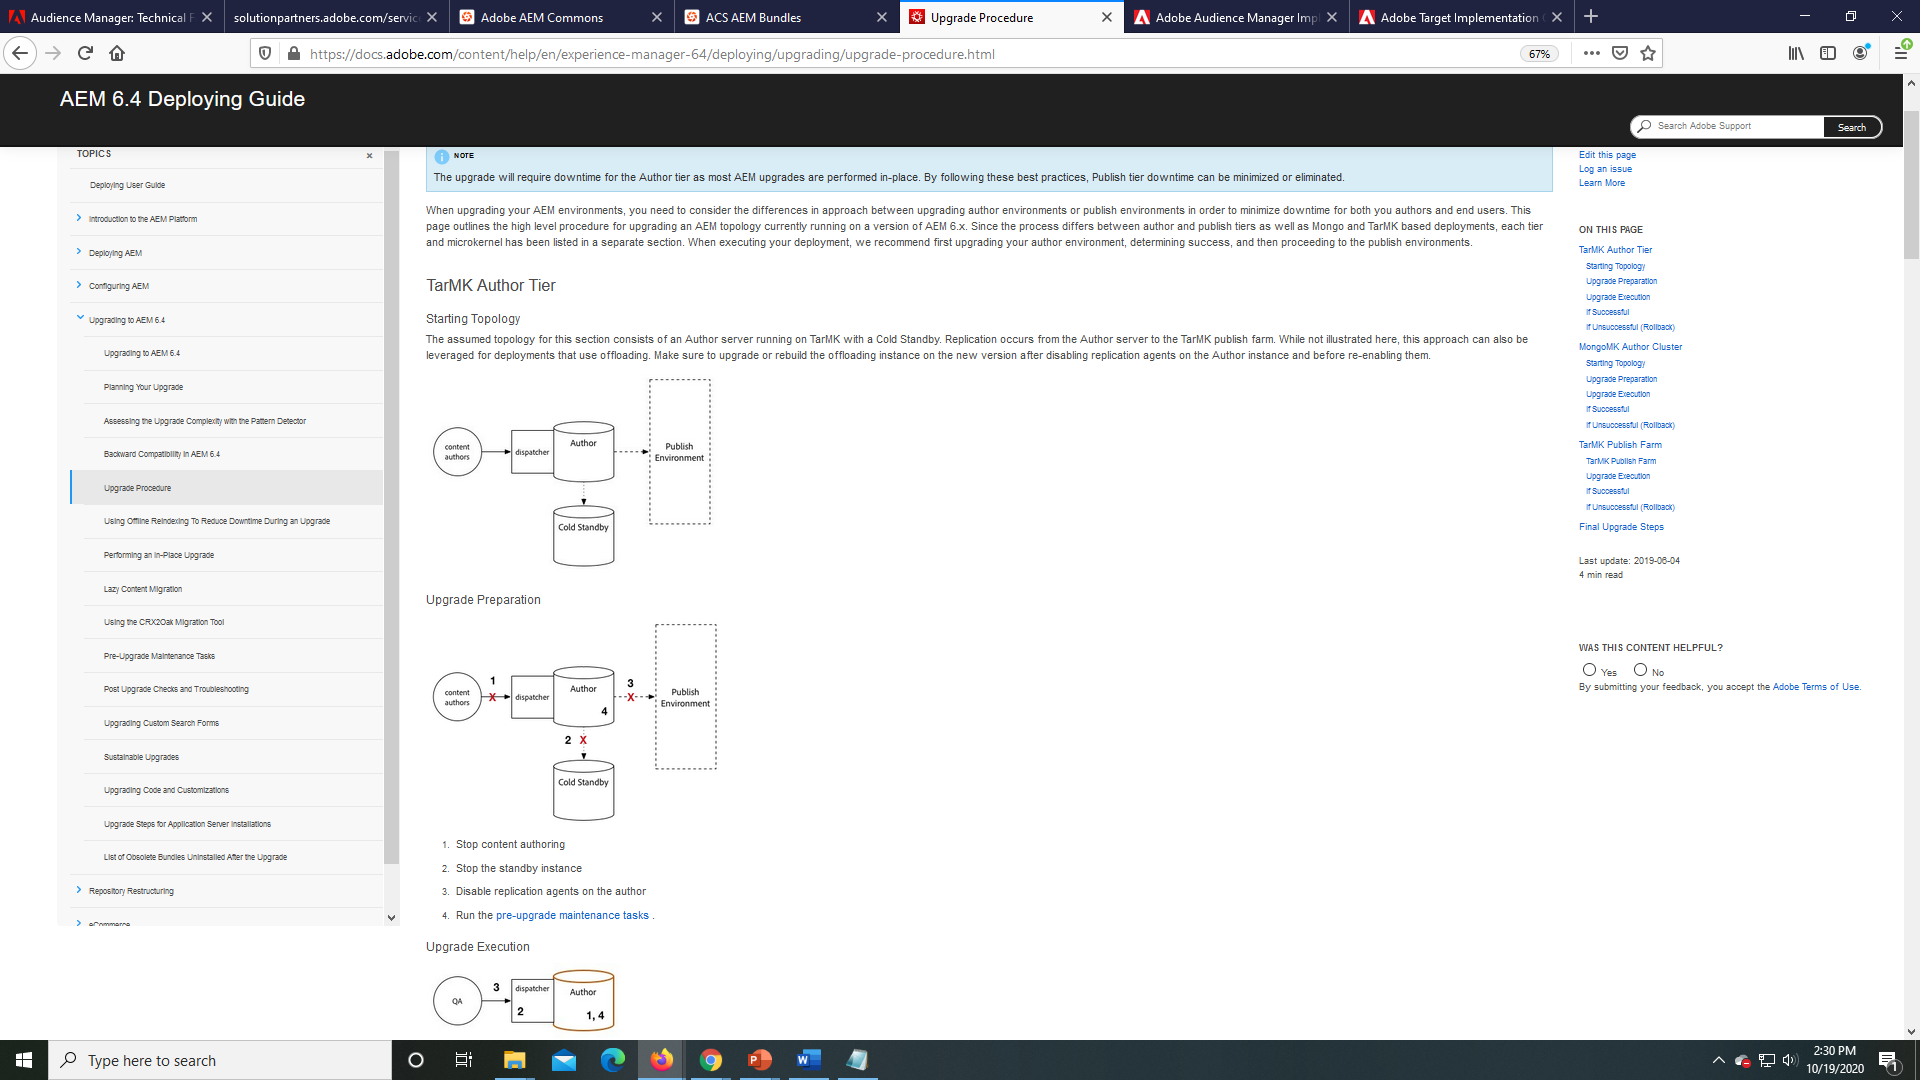 Audience Manager: Technical F
solutionpartners.adobe.com/servic
Adobe AEM Commons
ACS AEM Bundles
Upgrade Procedure
Adobe Audience Manager Imp
Adobe Target Implementation
https://docs.adobe.com/content/help/en/experience-manager-64/deploying/upgrading/upgrade-procedure.html
67%
AEM 6.4 Deploying Guide
Search Adobe Support
Search
TOPICS
Deploying User Guide
Introduction to the AEM Platform
Deploying AEM
Configuring AEM
Upgrading to AEM 6.4
Upgrading to AEM 6.4
Planning Your Upgrade
Assessing the Upgrade Complexity with the Pattern Detector
Backward Compatibility in AEM 6.4
Upgrade Procedure
Using Offline Reindexing To Reduce Downtime During an Upgrade
Performing an In-Place Upgrade
Lazy Content Migration
Using the CRX2Oak Migration Tool
Pre-Upgrade Maintenance Tasks
Post Upgrade Checks and Troubleshooting
Upgrading Custom Search Forms
Sustainable Upgrades
Upgrading Code and Customizations
Upgrade Steps for Application Server Installations
List of Obsolete Bundles Uninstalled After the Upgrade
Repository Restructuring
eCommerce
NOTE
The upgrade will require downtime for the Author tier as most AEM upgrades are performed in-place. By following these best practices, Publish tier downtime can be minimized or eliminated.
When upgrading your AEM environments, you need to consider the differences in approach between upgrading author environments or publish environments in order to minimize downtime for both you authors and end users. This
page outlines the high level procedure for upgrading an AEM topology currently running on a version of AEM 6.x. Since the process differs between author and publish tiers as well as Mongo and TarMK based deployments, each tier
and microkernel has been listed in a separate section. When executing your deployment, we recommend first upgrading your author environment, determining success, and then proceeding to the publish environments.
TarMK Author Tier
Starting Topology
The assumed topology for this section consists of an Author server running on TarMK with a Cold Standby. Replication occurs from the Author server to the TarMK publish farm. While not illustrated here, this approach can also be
leveraged for deployments that use offloading. Make sure to upgrade or rebuild the offloading instance on the new version after disabling replication agents on the Author instance and before re-enabling them.
content
authors
dispatcher
Author
Publish
Environment
Cold Standby
Upgrade Preparation
content
authors
1
X
dispatcher
Author
4
3
X
Publish
Environment
2 X
Cold Standby
1. Stop content authoring
2. Stop the standby instance
3. Disable replication agents on the author
4. Run the pre-upgrade maintenance tasks .
Upgrade Execution
QA
3
dispatcher
2
Author
1, 4
Edit this page
Log an issue
Learn More
ON THIS PAGE
TarMK Author Tier
Starting Topology
Upgrade Preparation
Upgrade Execution
If Successful
If Unsuccessful (Rollback)
MongoMK Author Cluster
Starting Topology
Upgrade Preparation
Upgrade Execution
If Successful
If Unsuccessful (Rollback)
TarMK Publish Farm
TarMK Publish Farm
Upgrade Execution
If Successful
If Unsuccessful (Rollback)
Final Upgrade Steps
Last update: 2019-06-04
4 min read
WAS THIS CONTENT HELPFUL?
Yes
No
By submitting your feedback, you accept the Adobe Terms of Use.
Type here to search
2:30 PM
10/19/2020
1